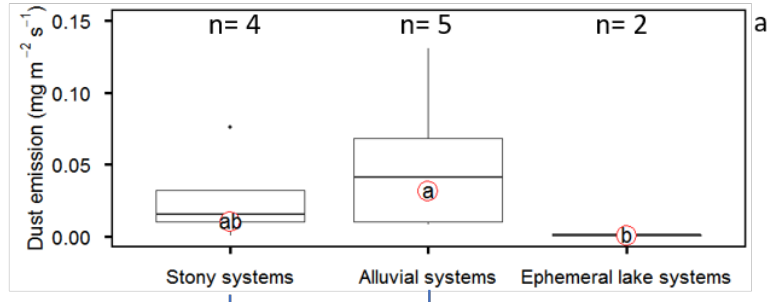 n= 4 n= 5 n= 2 a
Dust emission (mg m⁻² s⁻¹)
0.15
0.10
0.05
0.00
ab a b
Stony systems Alluvial systems Ephemeral lake systems